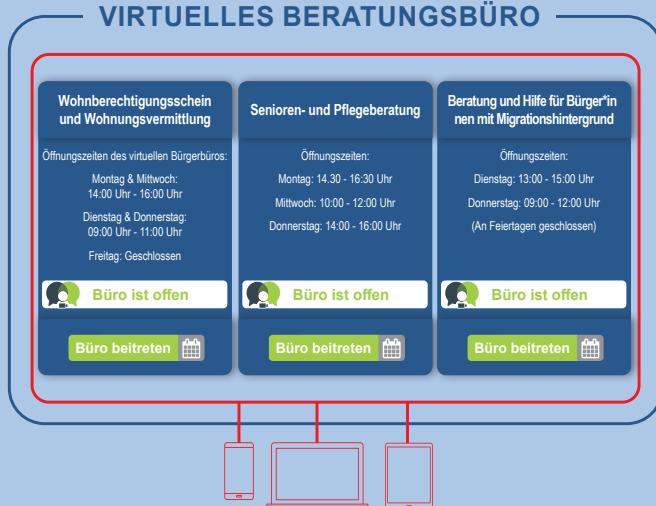 VIRTUELLES BERATUNGSBÜRO
Wohnberechtigungsschein
und Wohnungsvermittlung
Öffnungszeiten des virtuellen Bürgerbüros:
Montag & Mittwoch:
14:00 Uhr - 16:00 Uhr
Dienstag & Donnerstag:
09:00 Uhr - 11:00 Uhr
Freitag: Geschlossen
Büro ist offen
Büro beitreten
Senioren- und Pflegeberatung
Öffnungszeiten:
Montag: 14.30 - 16:30 Uhr
Mittwoch: 10:00 - 12:00 Uhr
Donnerstag: 14:00 - 16:00 Uhr
Büro ist offen
Büro beitreten
Beratung und Hilfe für Bürger*in
nen mit Migrationshintergrund
Öffnungszeiten:
Dienstag: 13:00 - 15:00 Uhr
Donnerstag: 09:00 - 12:00 Uhr
(An Feiertagen geschlossen)
Büro ist offen
Büro beitreten